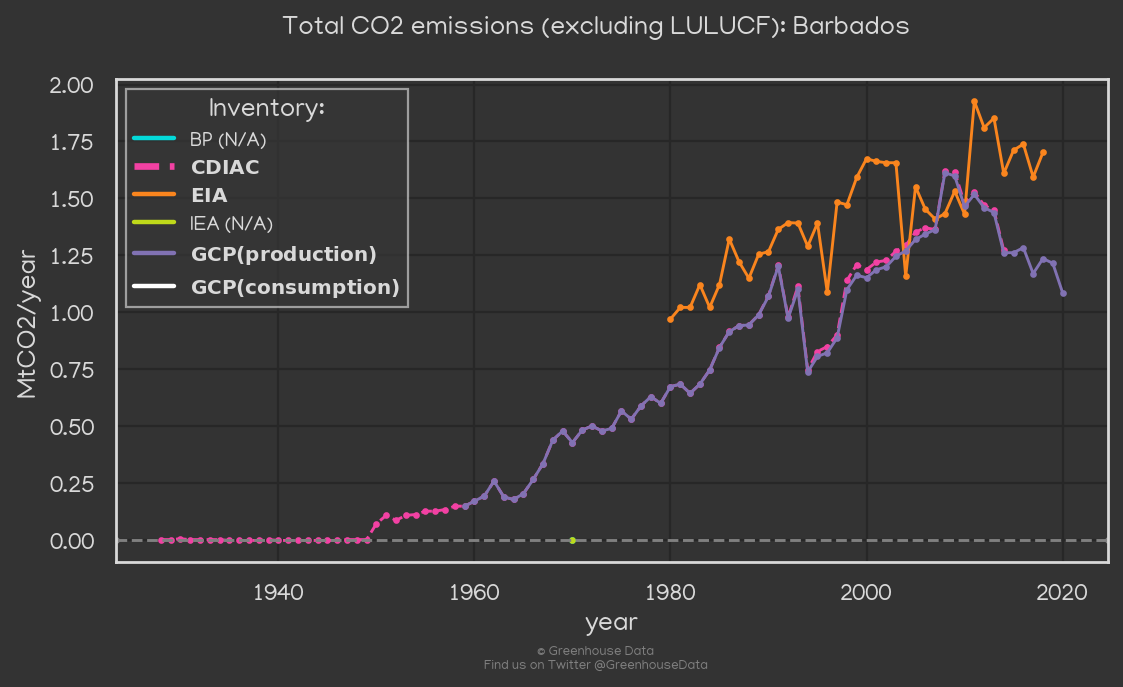 Total CO2 emissions (excluding LULUCF): Barbados
2.00
1.75
1.50
1.25
1.00
0.75
0.50
0.25
0.00
MtCO2/year
Inventory:
BP (N/A)
CDIAC
EIA
IEA (N/A)
GCP(production)
GCP(consumption)
1940
1960
1980
2000
2020
year
© Greenhouse Data
Find us on Twitter @GreenhouseData